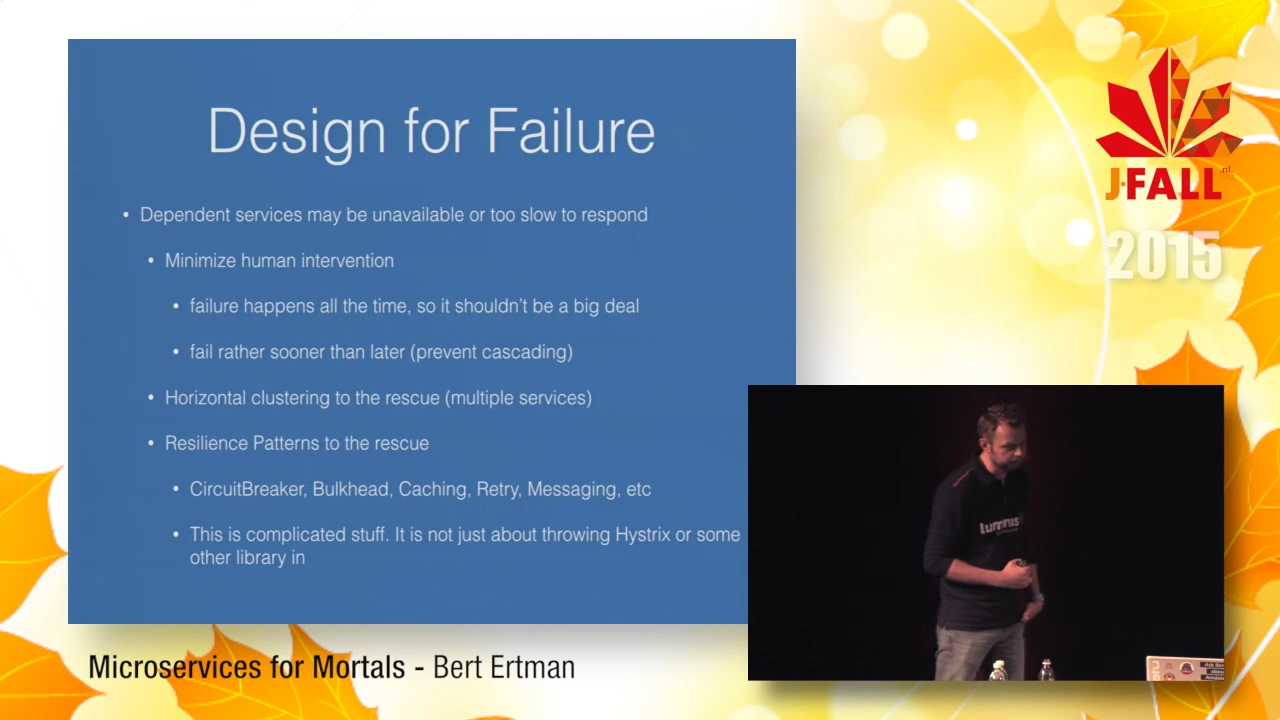 Design for Failure
• Dependent services may be unavailable or too slow to respond
• Minimize human intervention
• failure happens all the time, so it shouldn't be a big deal
• fail rather sooner than later (prevent cascading)
• Horizontal clustering to the rescue (multiple services)
• Resilience Patterns to the rescue
• CircuitBreaker, Bulkhead, Caching, Retry, Messaging, etc
• This is complicated stuff. It is not just about throwing Hystrix or some
other library in
J-FALL.nl
2015
Luminis
Microservices for Mortals - Bert Ertman